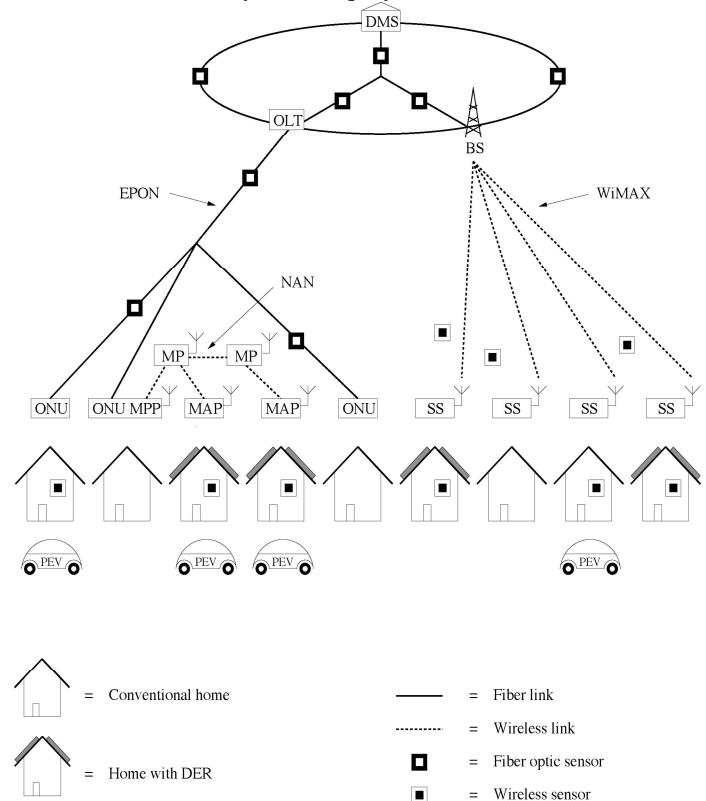 DMS
OLT
BS
EPON
WiMAX
NAN
MP MP
ONU ONU MPP MAP MAP ONU SS SS SS SS
PEV PEV PEV PEV
= Conventional home
= Home with DER
= Fiber link
= Wireless link
= Fiber optic sensor
= Wireless sensor